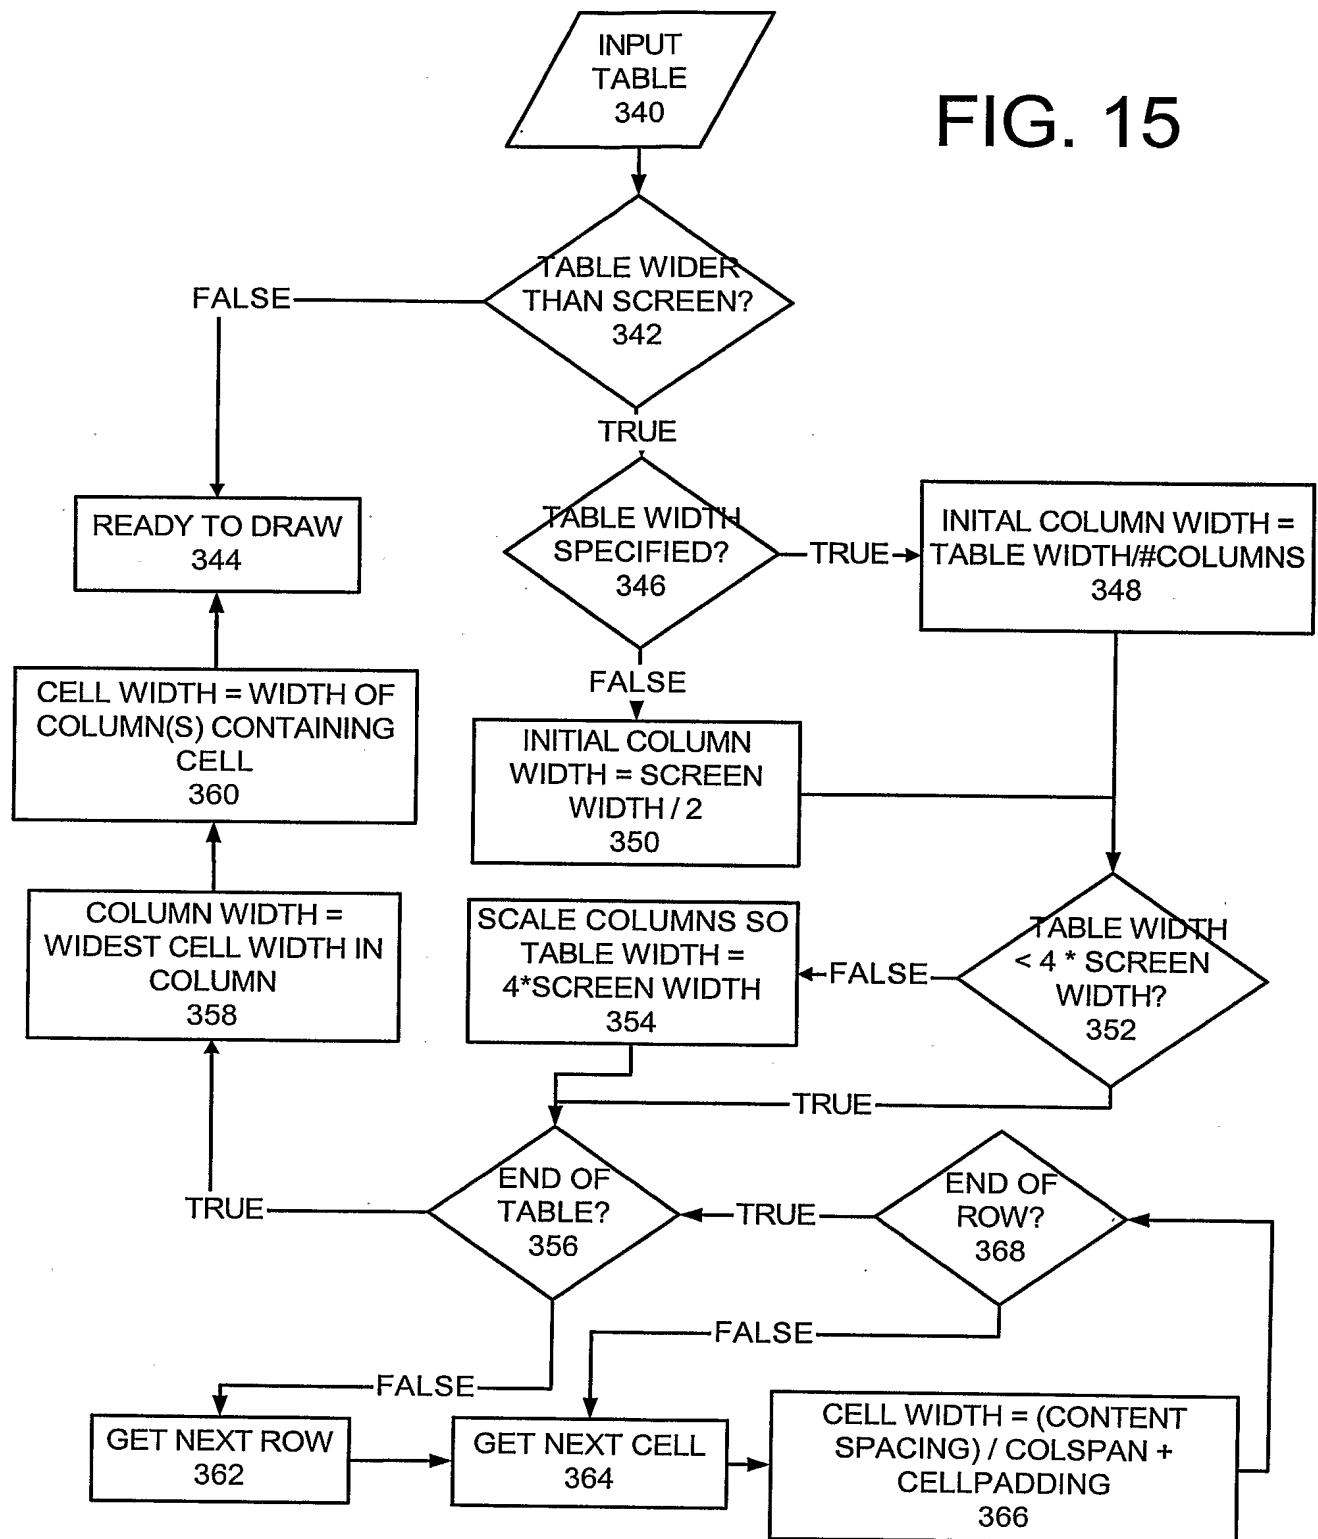 INPUT
TABLE
340
FIG. 15
TABLE WIDER
THAN SCREEN?
342
FALSE
TRUE
READY TO DRAW
344
TABLE WIDTH
SPECIFIED?
346
TRUE
INITAL COLUMN WIDTH =
TABLE WIDTH/#COLUMNS
348
FALSE
CELL WIDTH = WIDTH OF
COLUMN(S) CONTAINING
CELL
360
INITIAL COLUMN
WIDTH = SCREEN
WIDTH / 2
350
COLUMN WIDTH =
WIDEST CELL WIDTH IN
COLUMN
358
SCALE COLUMNS SO
TABLE WIDTH =
4*SCREEN WIDTH
354
FALSE
TABLE WIDTH
< 4 * SCREEN
WIDTH?
352
TRUE
TRUE
END OF
TABLE?
356
TRUE
END OF
ROW?
368
FALSE
FALSE
GET NEXT ROW
362
GET NEXT CELL
364
CELL WIDTH = (CONTENT
SPACING) / COLSPAN +
CELLPADDING
366